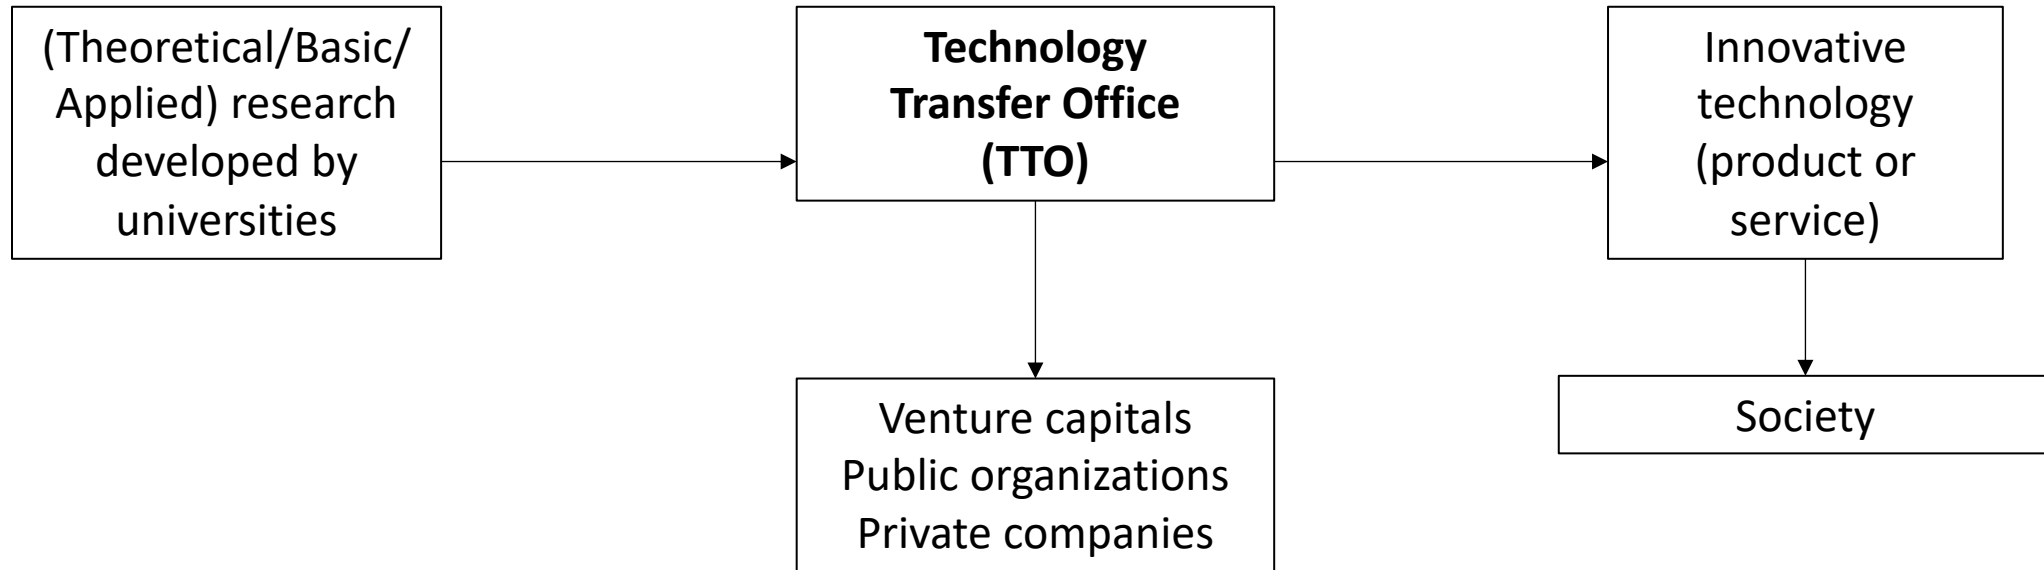 (Theoretical/Basic/
Applied) research
developed by
universities
Technology
Transfer Office
(TTO)
Innovative
technology
(product or
service)
Venture capitals
Public organizations
Private companies
Society